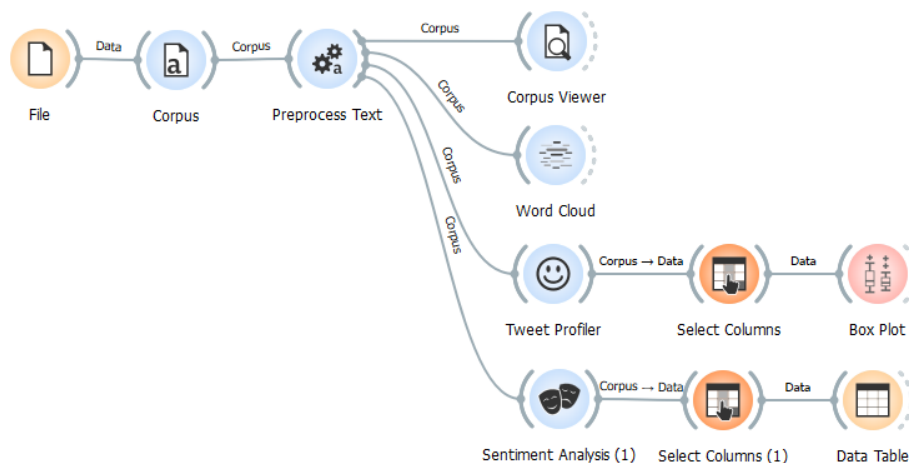 Data
File
a
Corpus
Corpus
a
Preprocess Text
Corpus
Corpus Viewer
Corpus
Word Cloud
Corpus
Tweet Profiler
Corpus → Data
Select Columns
Data
Box Plot
Corpus
Sentiment Analysis (1)
Corpus → Data
Select Columns (1)
Data
Data Table